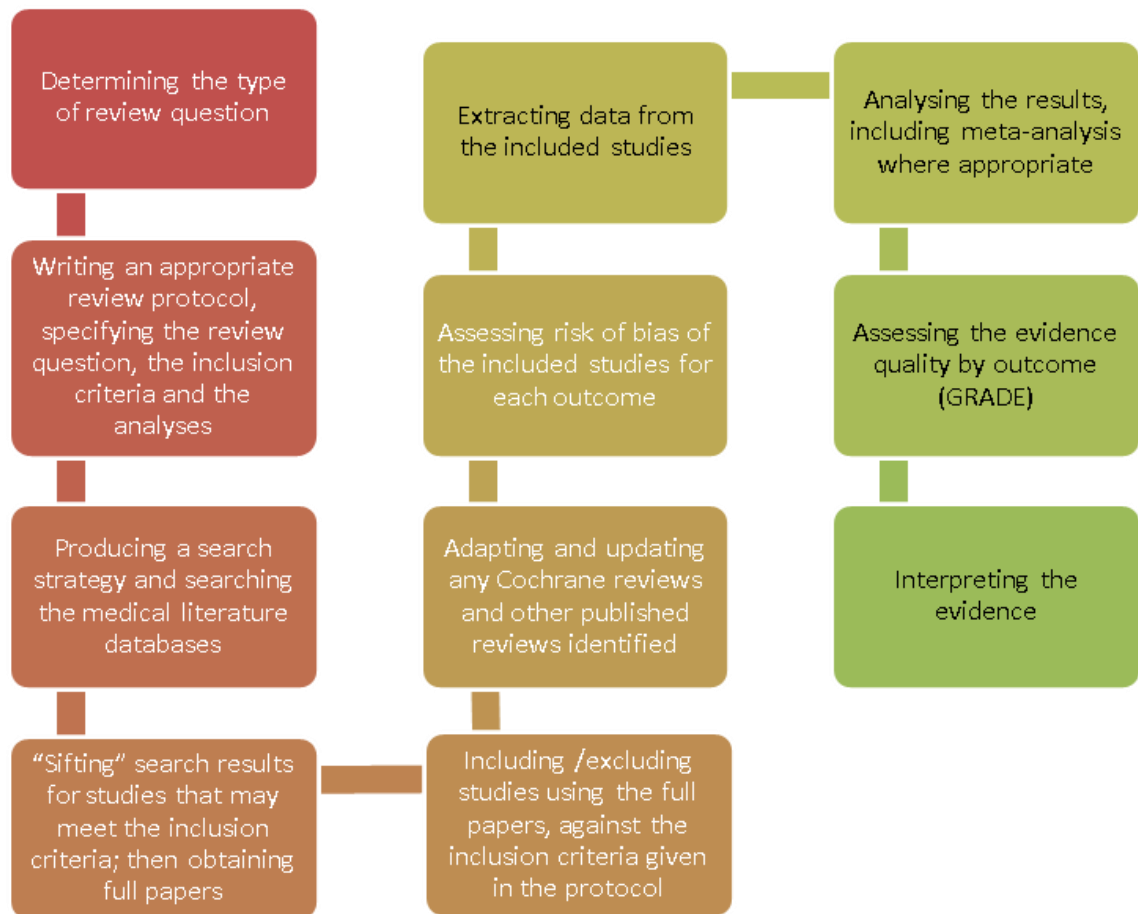 Determining the type
of review question
Writing an appropriate
review protocol,
specifying the review
question, the inclusion
criteria and the
analyses
Producing a search
strategy and searching
the medical literature
databases
“Sifting” search results
for studies that may
meet the inclusion
criteria; then obtaining
full papers
Including /excluding
studies using the full
papers, against the
inclusion criteria given
in the protocol
Adapting and updating
any Cochrane reviews
and other published
reviews identified
Assessing risk of bias of
the included studies for
each outcome
Extracting data from
the included studies
Analysing the results,
including meta-analysis
where appropriate
Assessing the evidence
quality by outcome
(GRADE)
Interpreting the
evidence